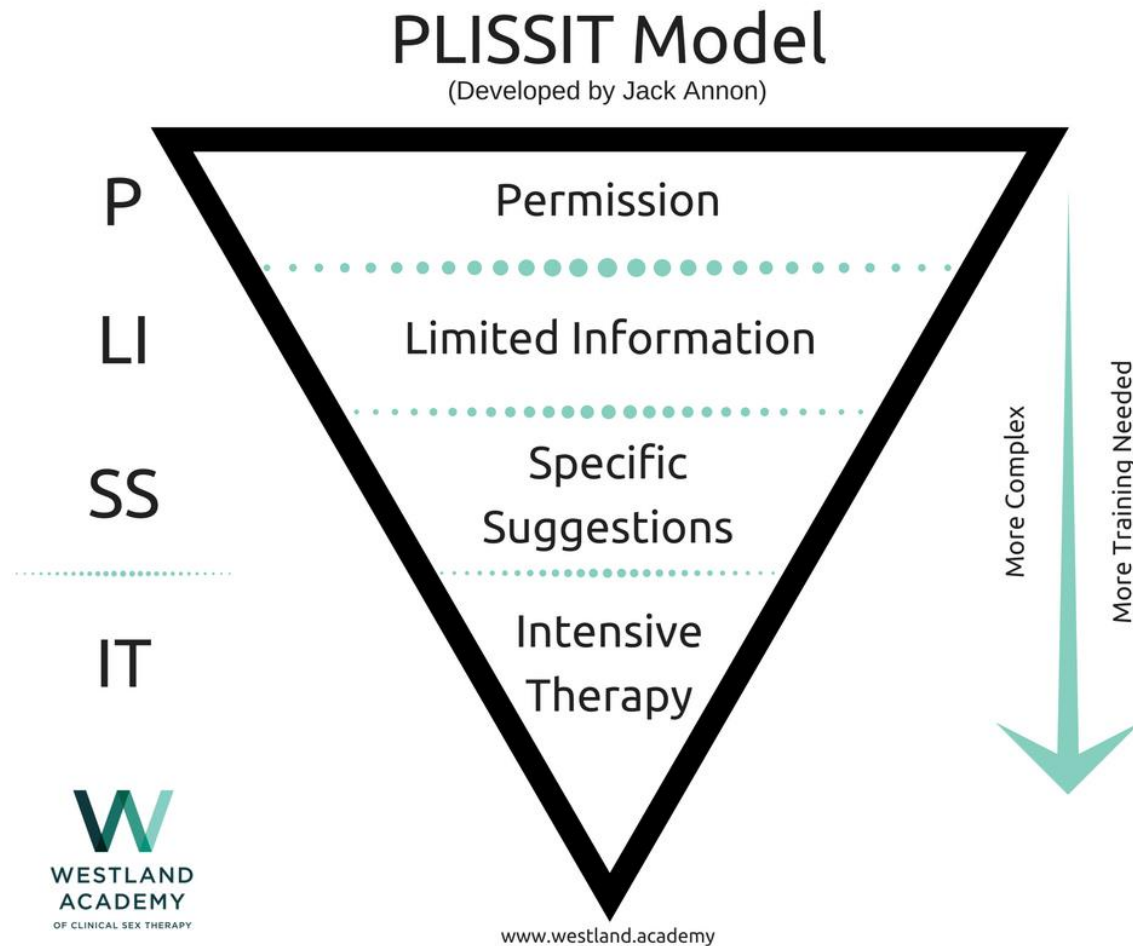 PLISSIT Model
(Developed by Jack Annon)
P
Permission
LI
Limited Information
SS
Specific
Suggestions
IT
Intensive
Therapy
More Complex
More Training Needed
W
WESTLAND
ACADEMY
OF CLINICAL SEX THERAPY
www.westland.academy